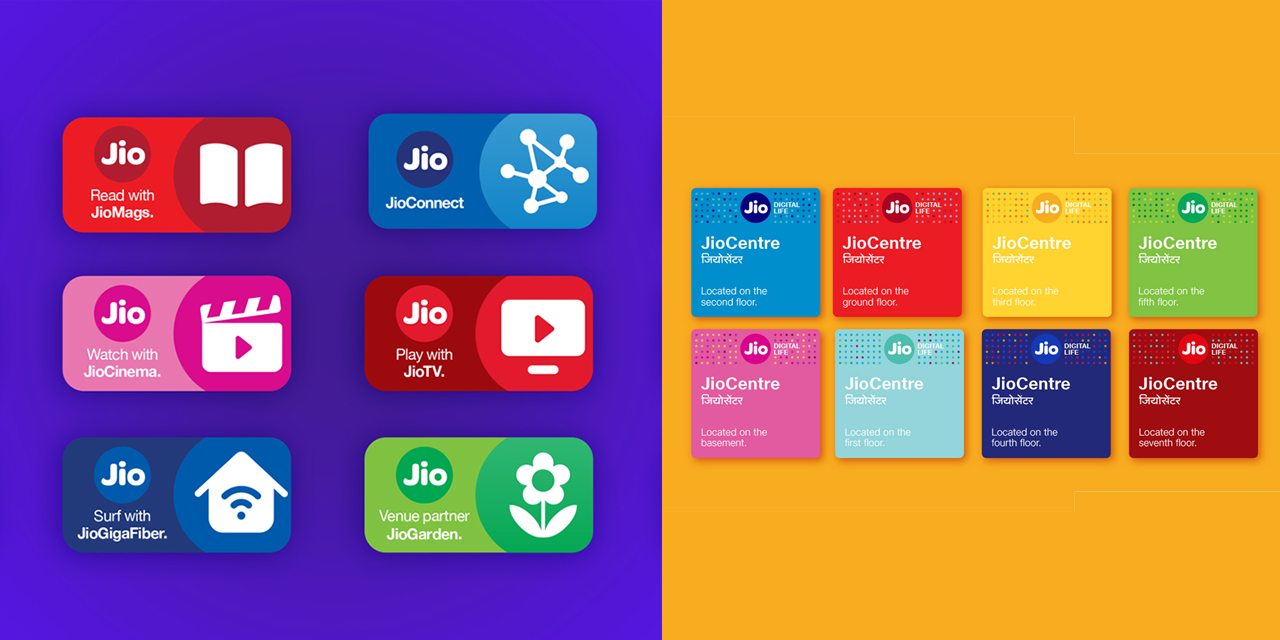 Jio
Read with
JioMags.
Jio
JioConnect
Jio
Watch with
JioCinema.
Jio
Play with
JioTV.
Jio
Surf with
JioGigaFiber.
Jio
Venue partner
JioGarden.
Jio DIGITAL
LIFE
JioCentre
जियोसेंटर
Located on the
second floor.
Jio DIGITAL
LIFE
JioCentre
जियोसेंटर
Located on the
ground floor.
Jio DIGITAL
LIFE
JioCentre
जियोसेंटर
Located on the
third floor.
Jio DIGITAL
LIFE
JioCentre
जियोसेंटर
Located on the
fifth floor.
Jio DIGITAL
LIFE
JioCentre
जियोसेंटर
Located on the
basement.
Jio DIGITAL
LIFE
JioCentre
जियोसेंटर
Located on the
first floor.
Jio DIGITAL
LIFE
JioCentre
जियोसेंटर
Located on the
fourth floor.
Jio DIGITAL
LIFE
JioCentre
जियोसेंटर
Located on the
seventh floor.